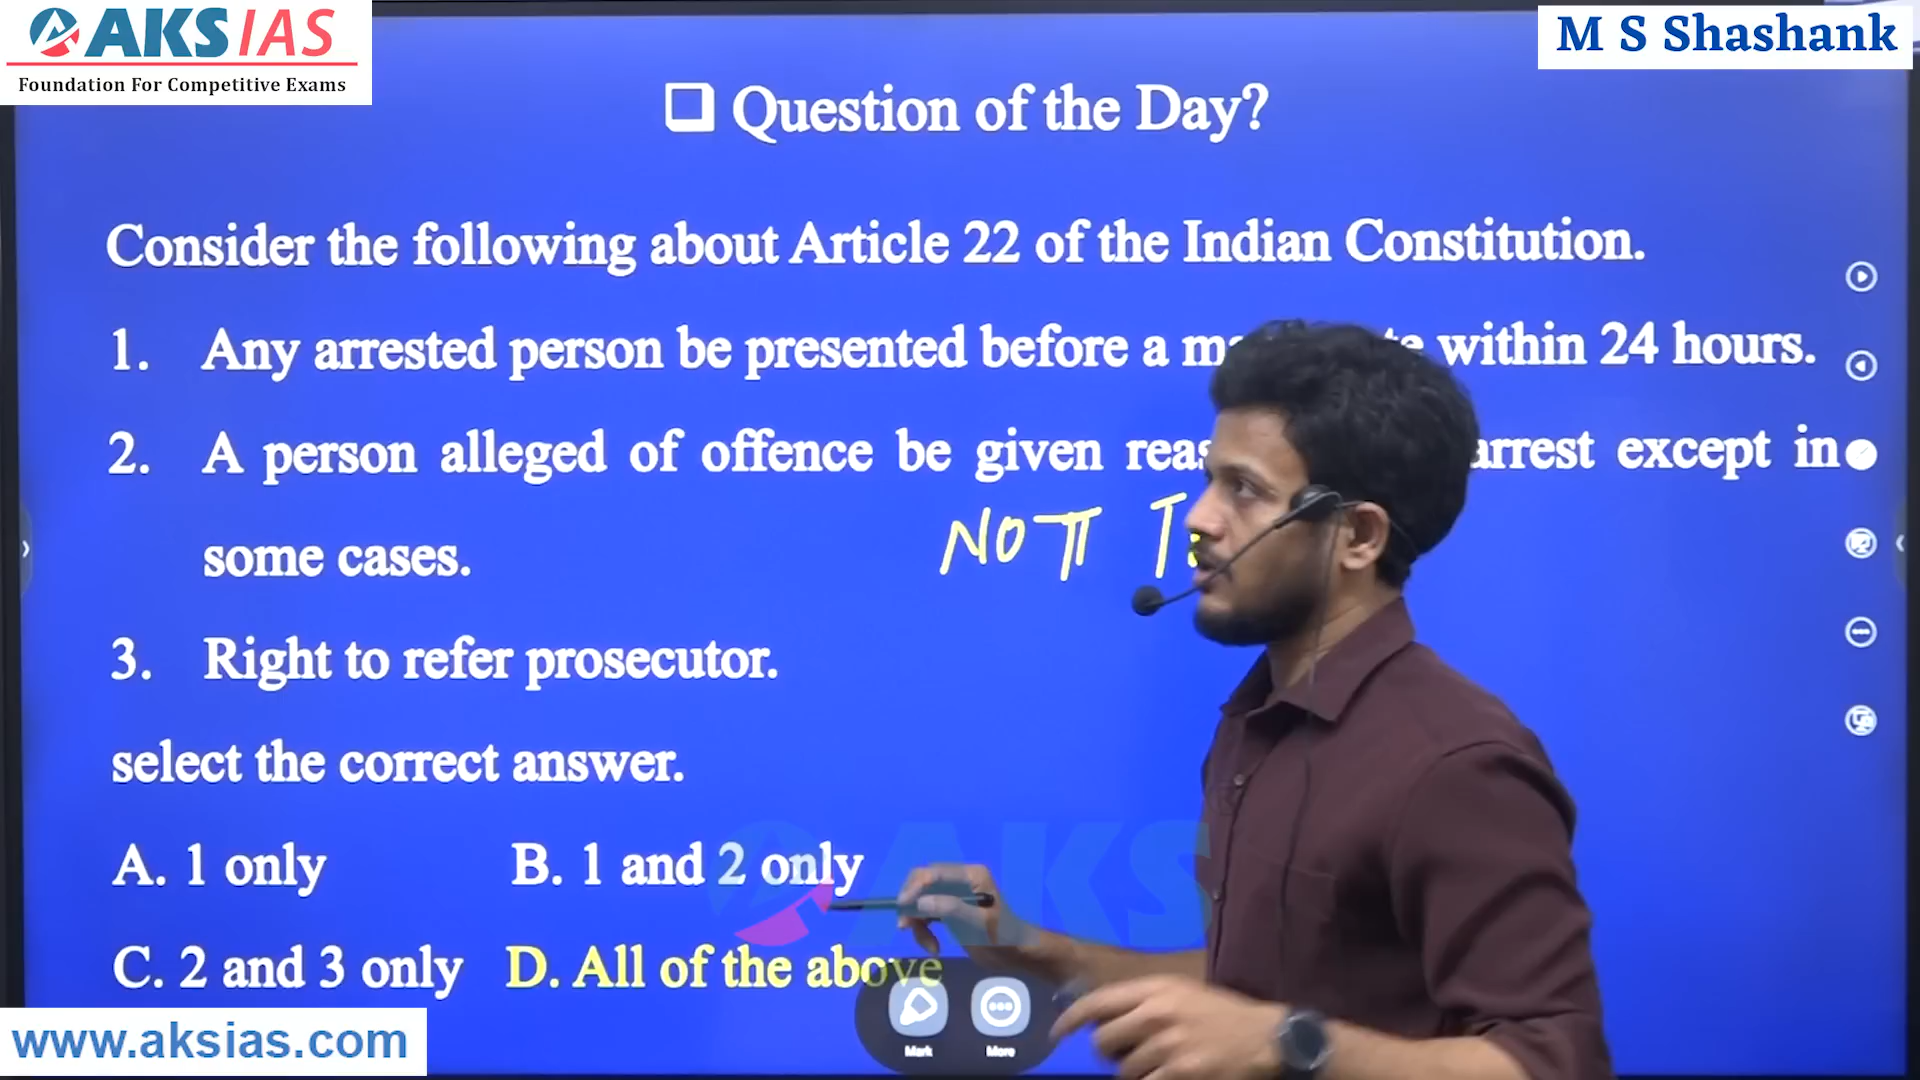 AKS IAS
Foundation For Competitive Exams
M S Shashank
Question of the Day?
Consider the following about Article 22 of the Indian Constitution.
1. Any arrested person be presented before a within 24 hours.
2. A person alleged of offence be given arrest except in
some cases.
3. Right to refer prosecutor.
select the correct answer.
A. 1 only B. 1 and 2 only
C. 2 and 3 only D. All of the above
AKS
Mark More
www.aksias.com